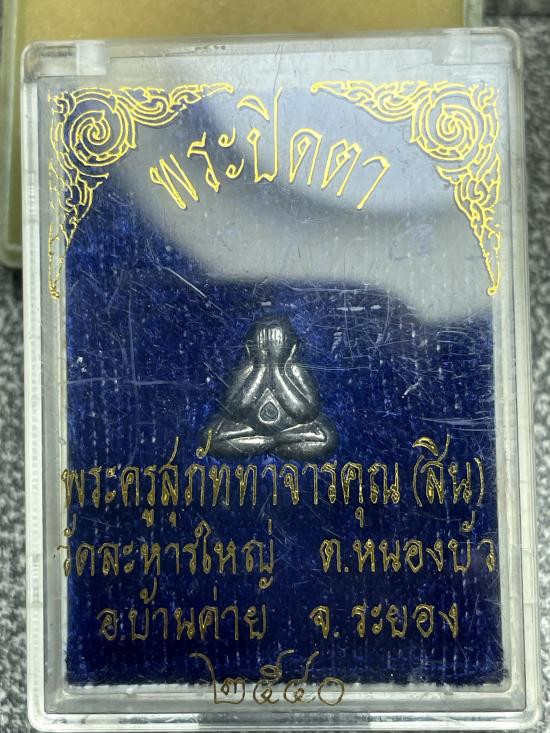 พระปิดตา
พระครูสุภัททาจารคุณ (สิน)
วัดละหารใหญ่ ต.หนองบัว
อ.บ้านค่าย จ.ระยอง
๒๕๔๐